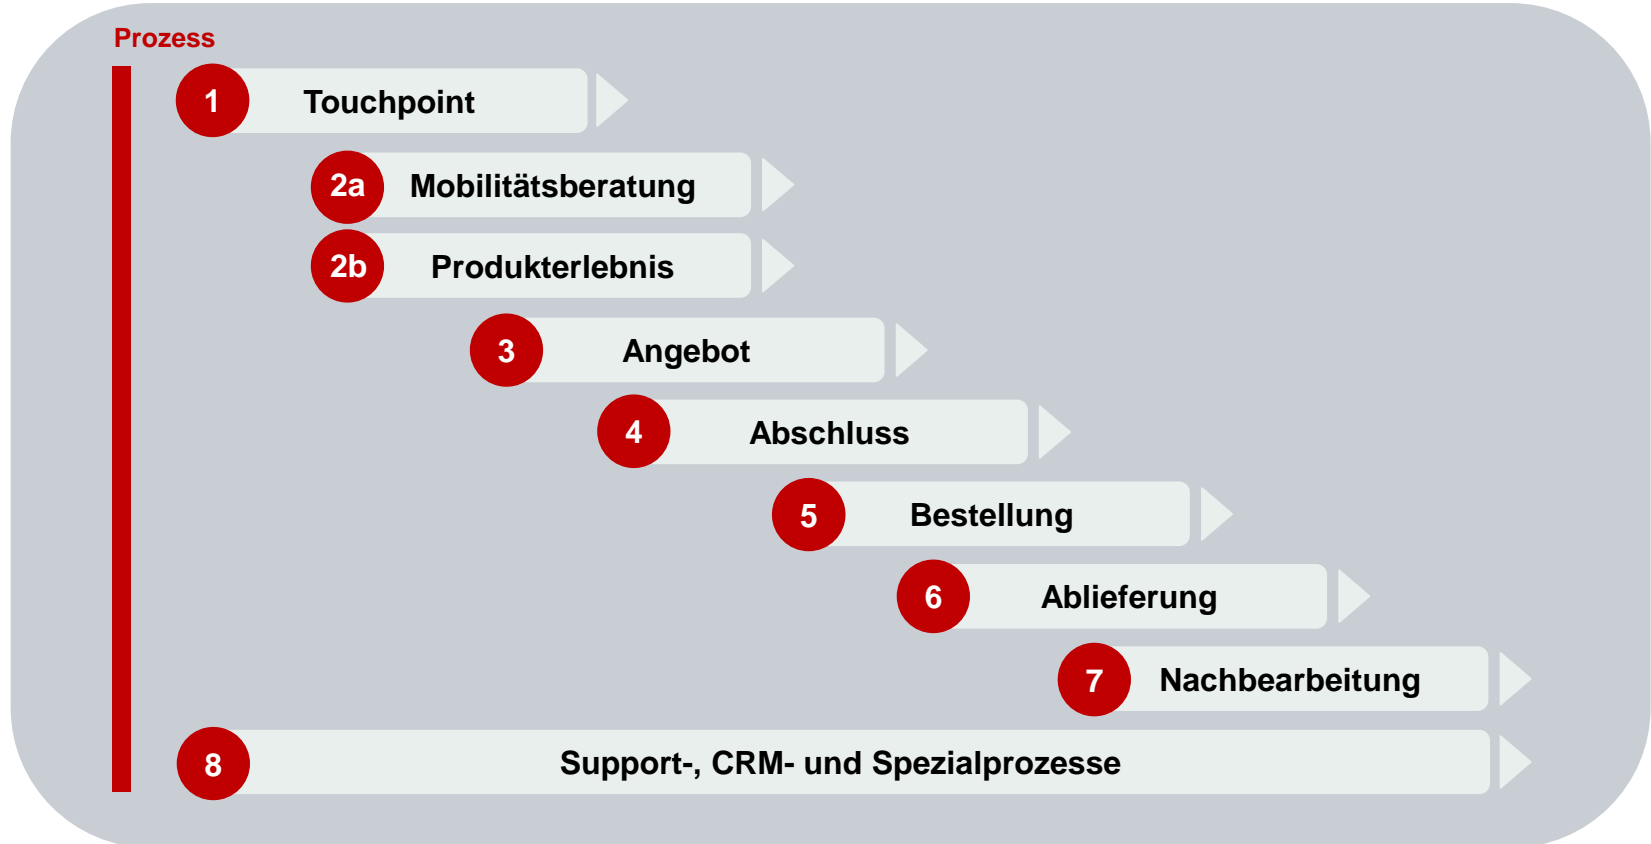 Prozess
1 Touchpoint
2a Mobilitätsberatung
2b Produkterlebnis
3 Angebot
4 Abschluss
5 Bestellung
6 Ablieferung
7 Nachbearbeitung
8 Support-, CRM- und Spezialprozesse